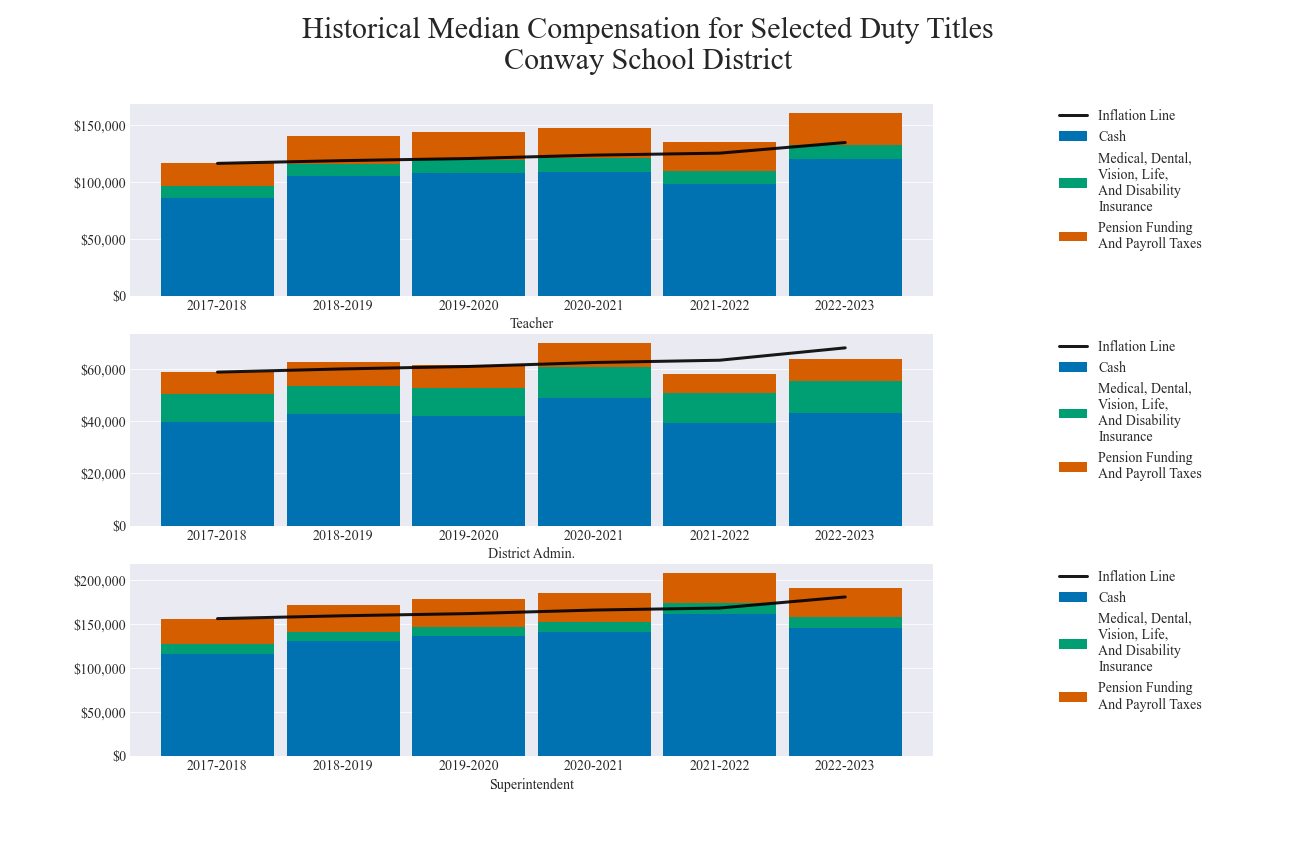 Historical Median Compensation for Selected Duty Titles
Conway School District
$150,000
$100,000
$50,000
$0
2017-2018 2018-2019 2019-2020 2020-2021 2021-2022 2022-2023
Teacher
Inflation Line
Cash
Medical, Dental,
Vision, Life,
And Disability
Insurance
Pension Funding
And Payroll Taxes
$60,000
$40,000
$20,000
$0
2017-2018 2018-2019 2019-2020 2020-2021 2021-2022 2022-2023
District Admin.
Inflation Line
Cash
Medical, Dental,
Vision, Life,
And Disability
Insurance
Pension Funding
And Payroll Taxes
$200,000
$150,000
$100,000
$50,000
$0
2017-2018 2018-2019 2019-2020 2020-2021 2021-2022 2022-2023
Superintendent
Inflation Line
Cash
Medical, Dental,
Vision, Life,
And Disability
Insurance
Pension Funding
And Payroll Taxes